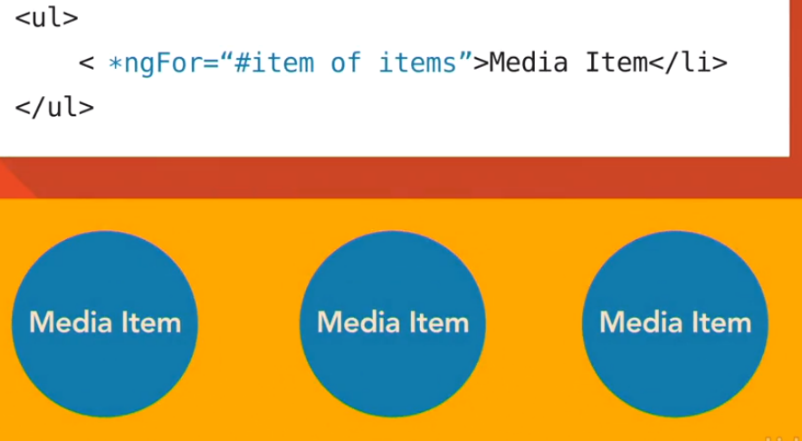 <ul>
< *ngFor=“#item of items”>Media Item</li>
</ul>
Media Item
Media Item
Media Item